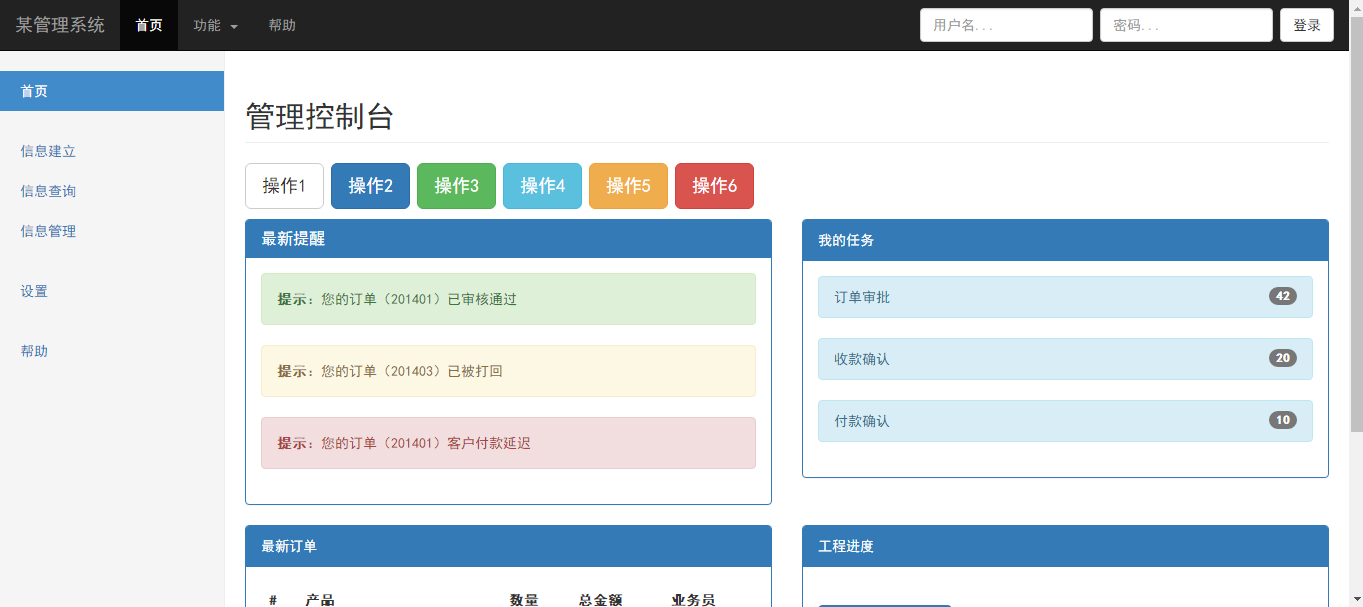 某管理系统 首页 功能 帮助 用户名... 密码... 登录
首页
信息建立
信息查询
信息管理
设置
帮助
管理控制台
操作1 操作2 操作3 操作4 操作5 操作6
最新提醒
提示：您的订单（201401）已审核通过
提示：您的订单（201403）已被打回
提示：您的订单（201401）客户付款延迟
我的任务
订单审批 42
收款确认 20
付款确认 10
最新订单
# 产品 数量 总金额 业务员
工程进度